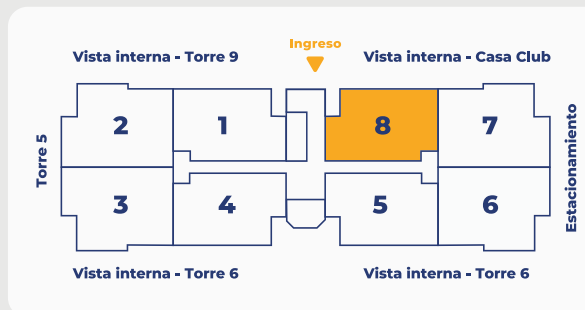 Ingreso
Vista interna - Torre 9
Vista interna - Casa Club
2
1
8
7
Torre 5
Estacionamiento
3
4
5
6
Vista interna - Torre 6
Vista interna - Torre 6